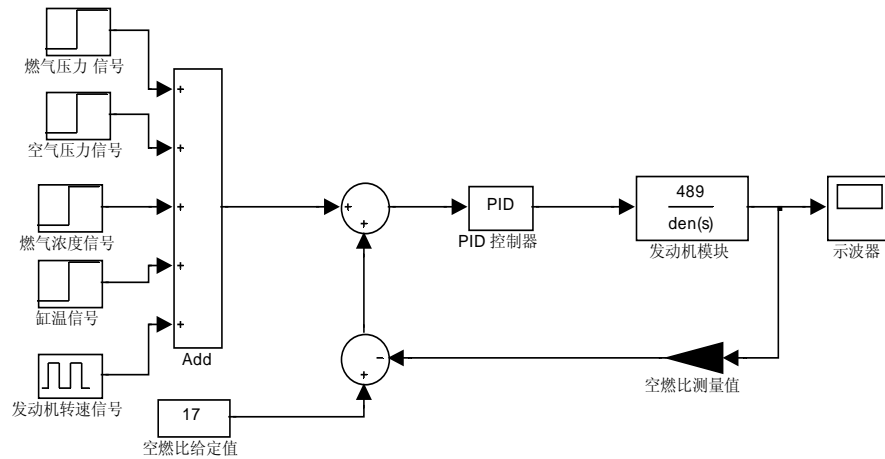 燃气压力 信号
空气压力信号
燃气浓度信号
缸温信号
发动机转速信号
+
+
+
+
+
Add
17
空燃比给定值
+
+
-
+
PID
PID 控制器
489
den(s)
发动机模块
示波器
空燃比测量值